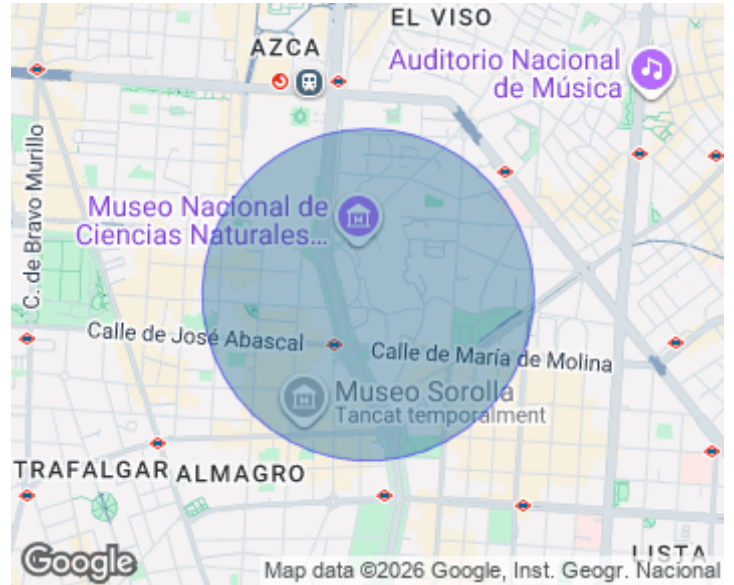 EL VISO
AZCA
Auditorio Nacional
de Música
C. de Bravo Murillo
Museo Nacional de
Ciencias Naturales...
Calle de José Abascal
Calle de María de Molina
Museo Sorolla
Tancat temporalment
TRAFALGAR
ALMAGRO
LISTA
Google
Map data ©2026 Google, Inst. Geogr. Nacional